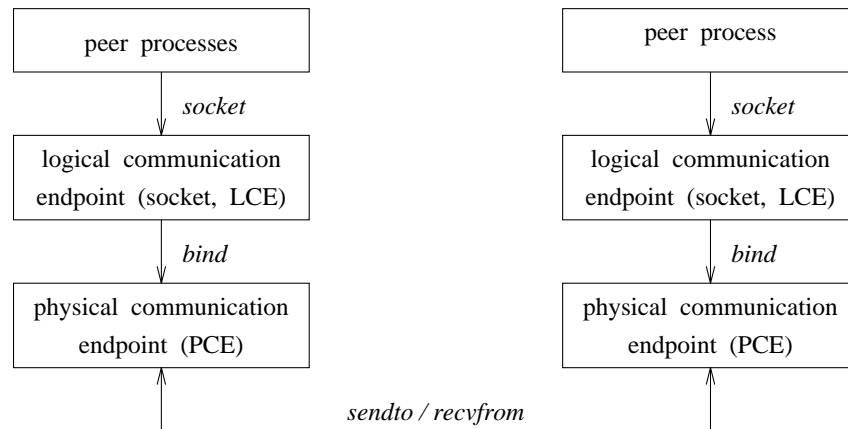 peer processes
socket
logical communication
endpoint (socket, LCE)
bind
physical communication
endpoint (PCE)
peer process
socket
logical communication
endpoint (socket, LCE)
bind
physical communication
endpoint (PCE)
sendto / recvfrom